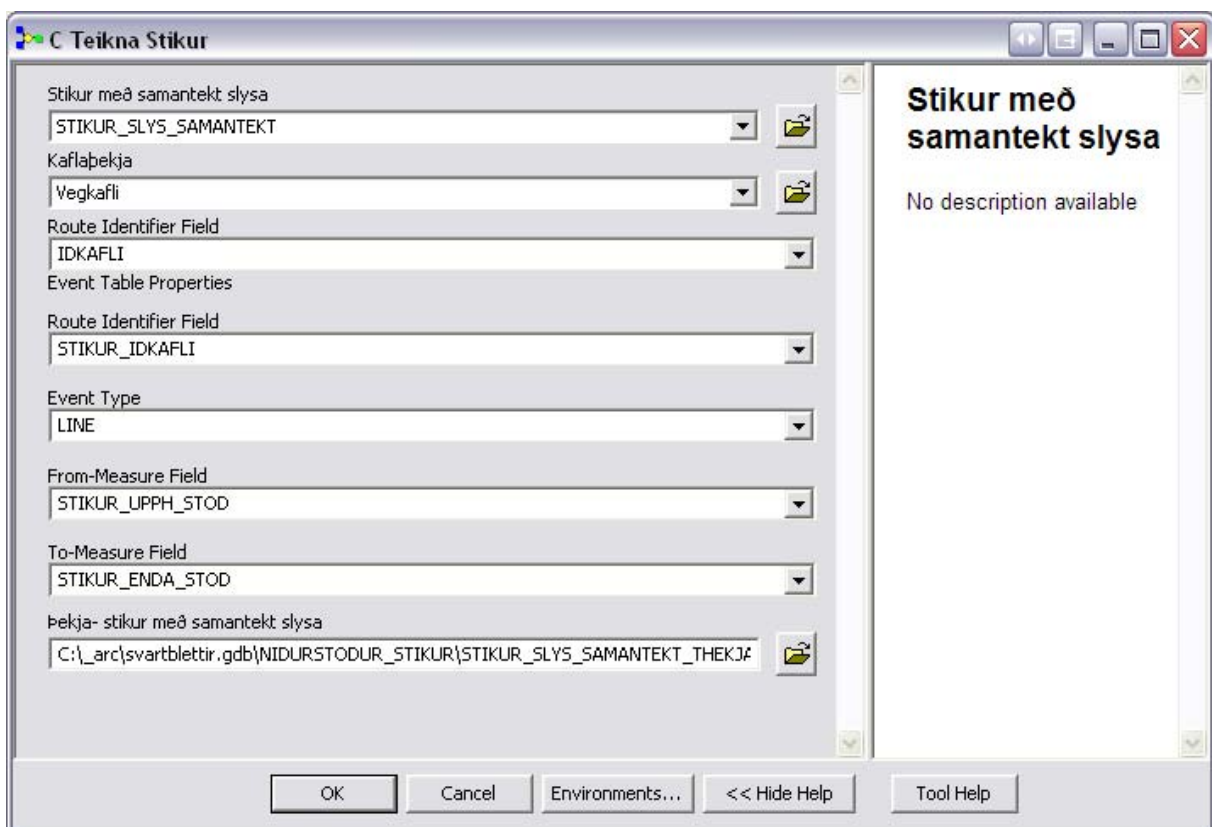 C Teikna Stikur
Stikur með samantekt slysa
STIKUR_SLYS_SAMANTEKT
Kaflaþekja
Vegkafli
Route Identifier Field
IDKAFLI
Event Table Properties
Route Identifier Field
STIKUR_IDKAFLI
Event Type
LINE
From-Measure Field
STIKUR_UPPH_STOD
To-Measure Field
STIKUR_ENDA_STOD
Þekja- stikur með samantekt slysa
C:\_arc\svartblettir.gdb\NIDURSTODUR_STIKUR\STIKUR_SLYS_SAMANTEKT_THEKJA
Stikur með
samantekt slysa
No description available
OK
Cancel
Environments...
<< Hide Help
Tool Help